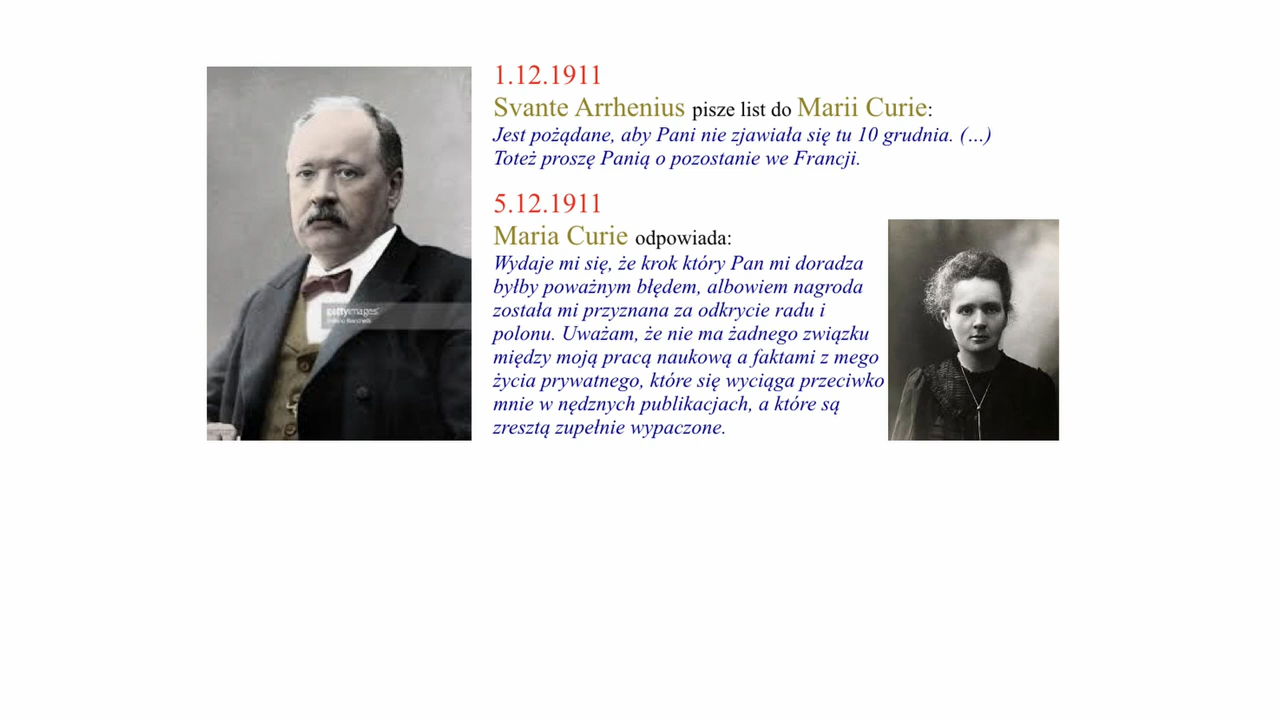 1.12.1911
Svante Arrhenius pisze list do Marii Curie:
Jest pożądane, aby Pani nie zjawiała się tu 10 grudnia. (...)
Toteż proszę Panią o pozostanie we Francji.
5.12.1911
Maria Curie odpowiada:
Wydaje mi się, że krok który Pan mi doradza
byłby poważnym błędem, albowiem nagroda
została mi przyznana za odkrycie radu i
polonu. Uważam, że nie ma żadnego związku
między moją pracą naukową a faktami z mego
życia prywatnego, które się wyciąga przeciwko
mnie w nędznych publikacjach, a które są
zresztą zupełnie wypaczone.
gettyimages